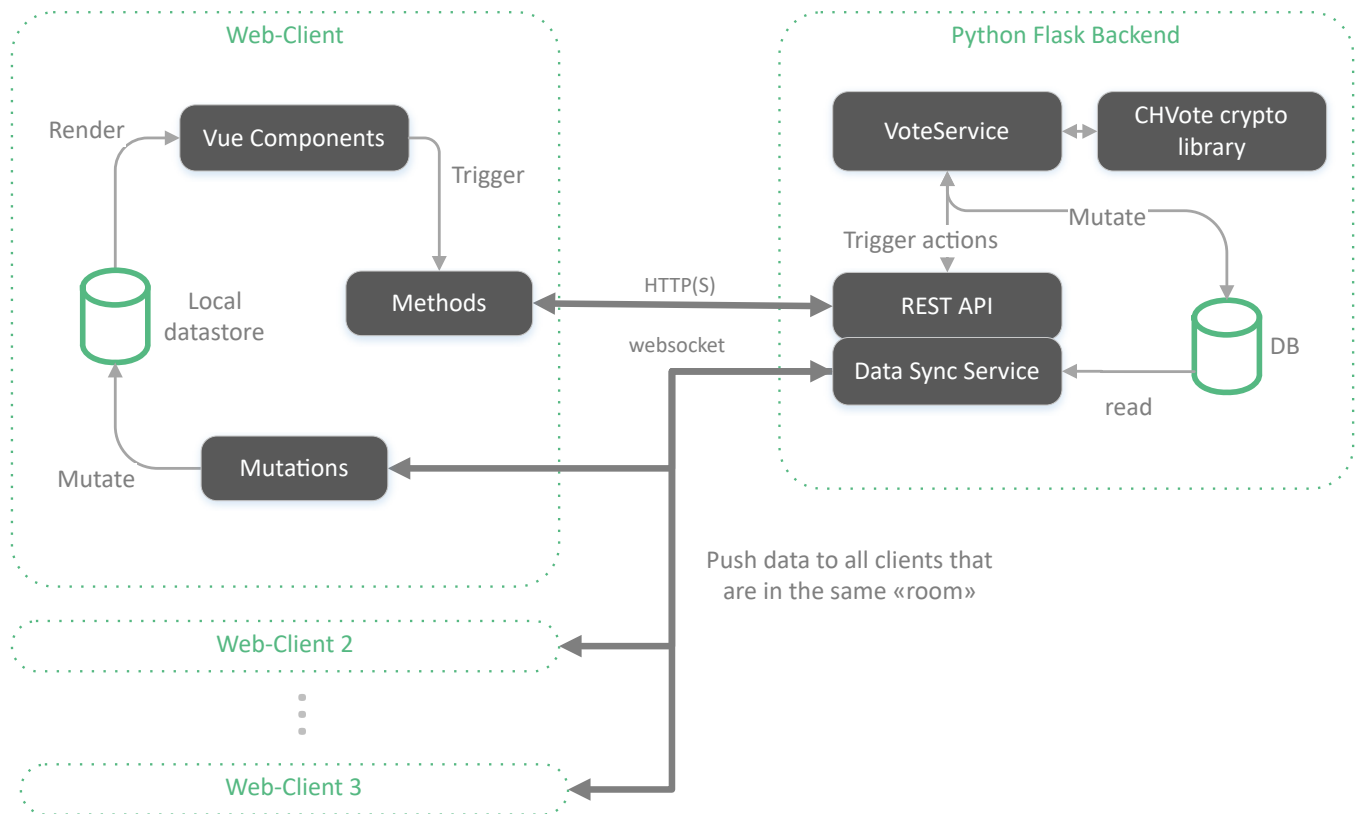 Web-Client
Render
Vue Components
Trigger
Local
datastore
Methods
Mutate
Mutations
HTTP(S)
websocket
Python Flask Backend
VoteService
CHVote crypto
library
Mutate
Trigger actions
REST API
Data Sync Service
DB
read
Push data to all clients that
are in the same «room»
Web-Client 2
Web-Client 3